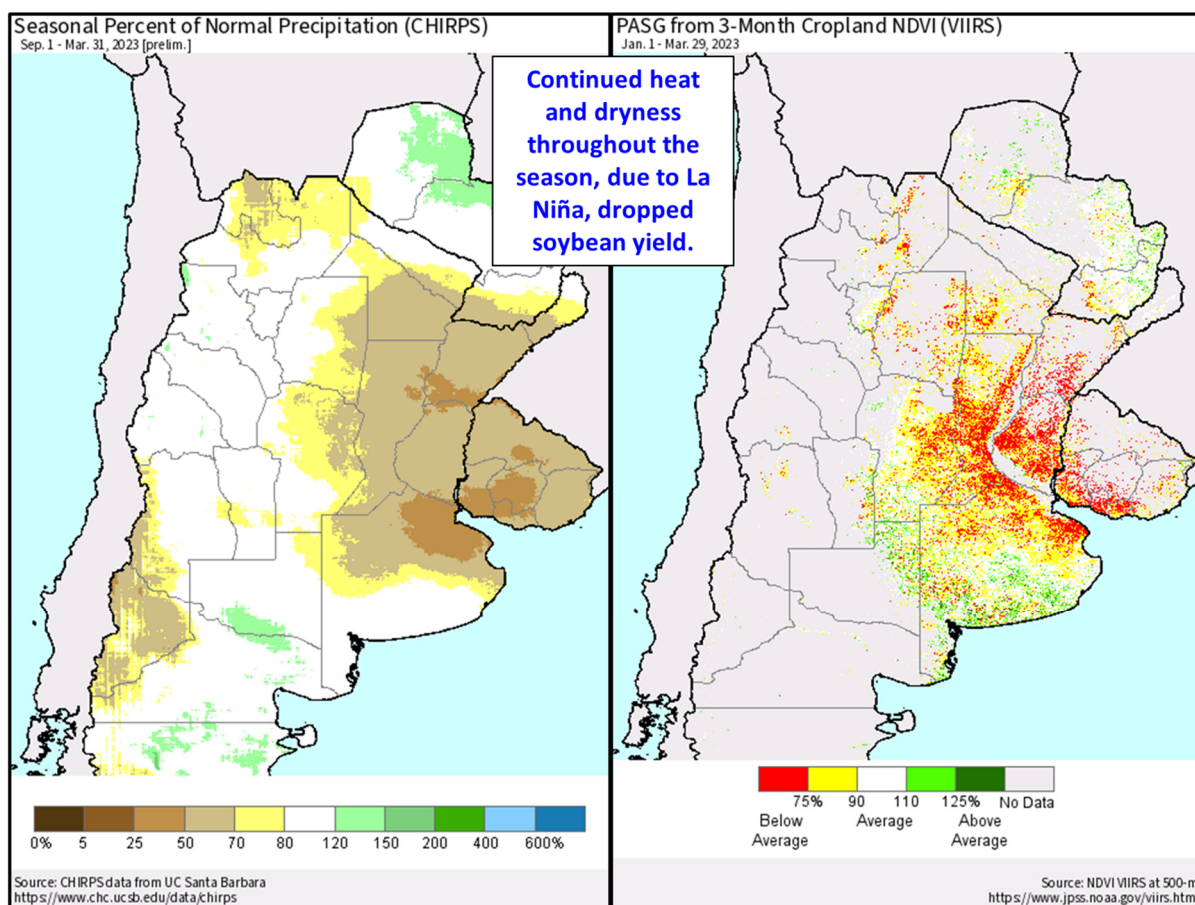 Seasonal Percent of Normal Precipitation (CHIRPS)
Sep. 1 - Mar. 31, 2023 [prelim.]
PASG from 3-Month Cropland NDVI (VIIRS)
Jan. 1 - Mar. 29, 2023
Continued heat
and dryness
throughout the
season, due to La
Niña, dropped
soybean yield.
0% 5 25 50 70 80 120 150 200 400 600%
Source: CHIRPS data from UC Santa Barbara
https://www.chc.ucsb.edu/data/chirps
75% 90 110 125% No Data
Below Average Above
Average Average
Source: NDVI VIIRS at 500-m
https://www.jpss.noaa.gov/viirs.htm